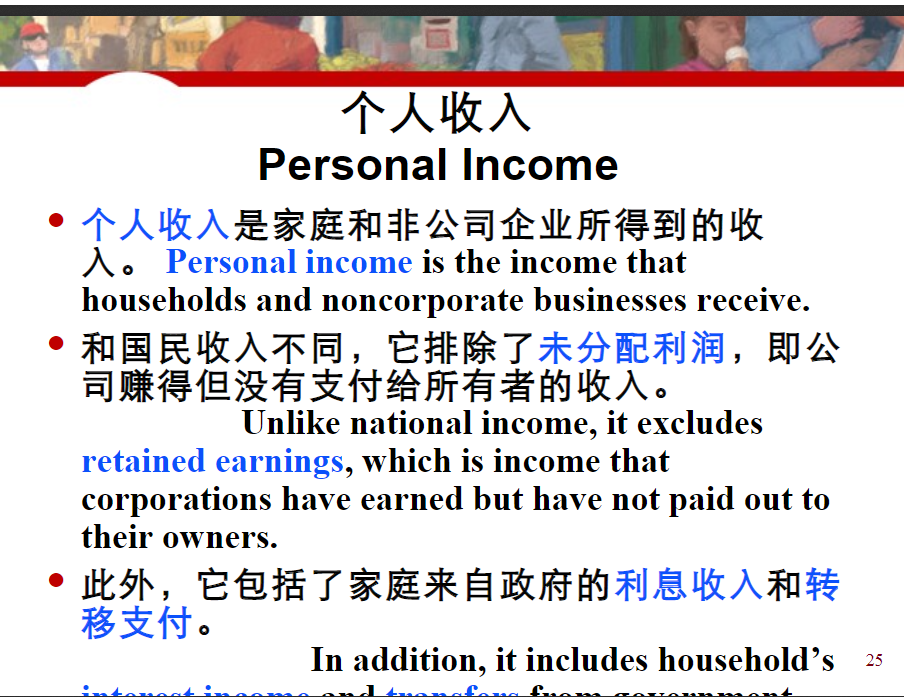 个人收入
Personal Income
• 个人收入是家庭和非公司企业所得到的收
入。 Personal income is the income that
households and noncorporate businesses receive.
• 和国民收入不同，它排除了未分配利润，即公
司赚得但没有支付给所有者的收入。
Unlike national income, it excludes
retained earnings, which is income that
corporations have earned but have not paid out to
their owners.
• 此外，它包括了家庭来自政府的利息收入和转
移支付。
In addition, it includes household’s
25
interest income and transfers from government